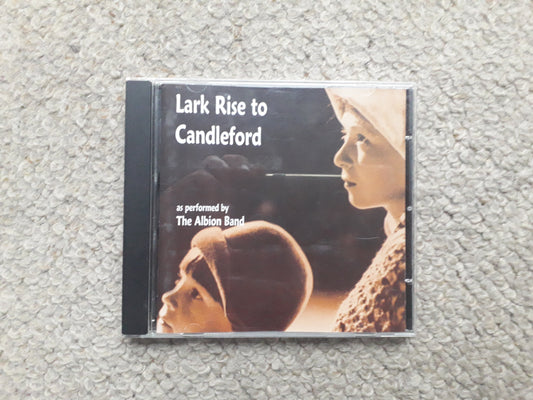 Lark Rise to
Candleford
as performed by
The Albion Band